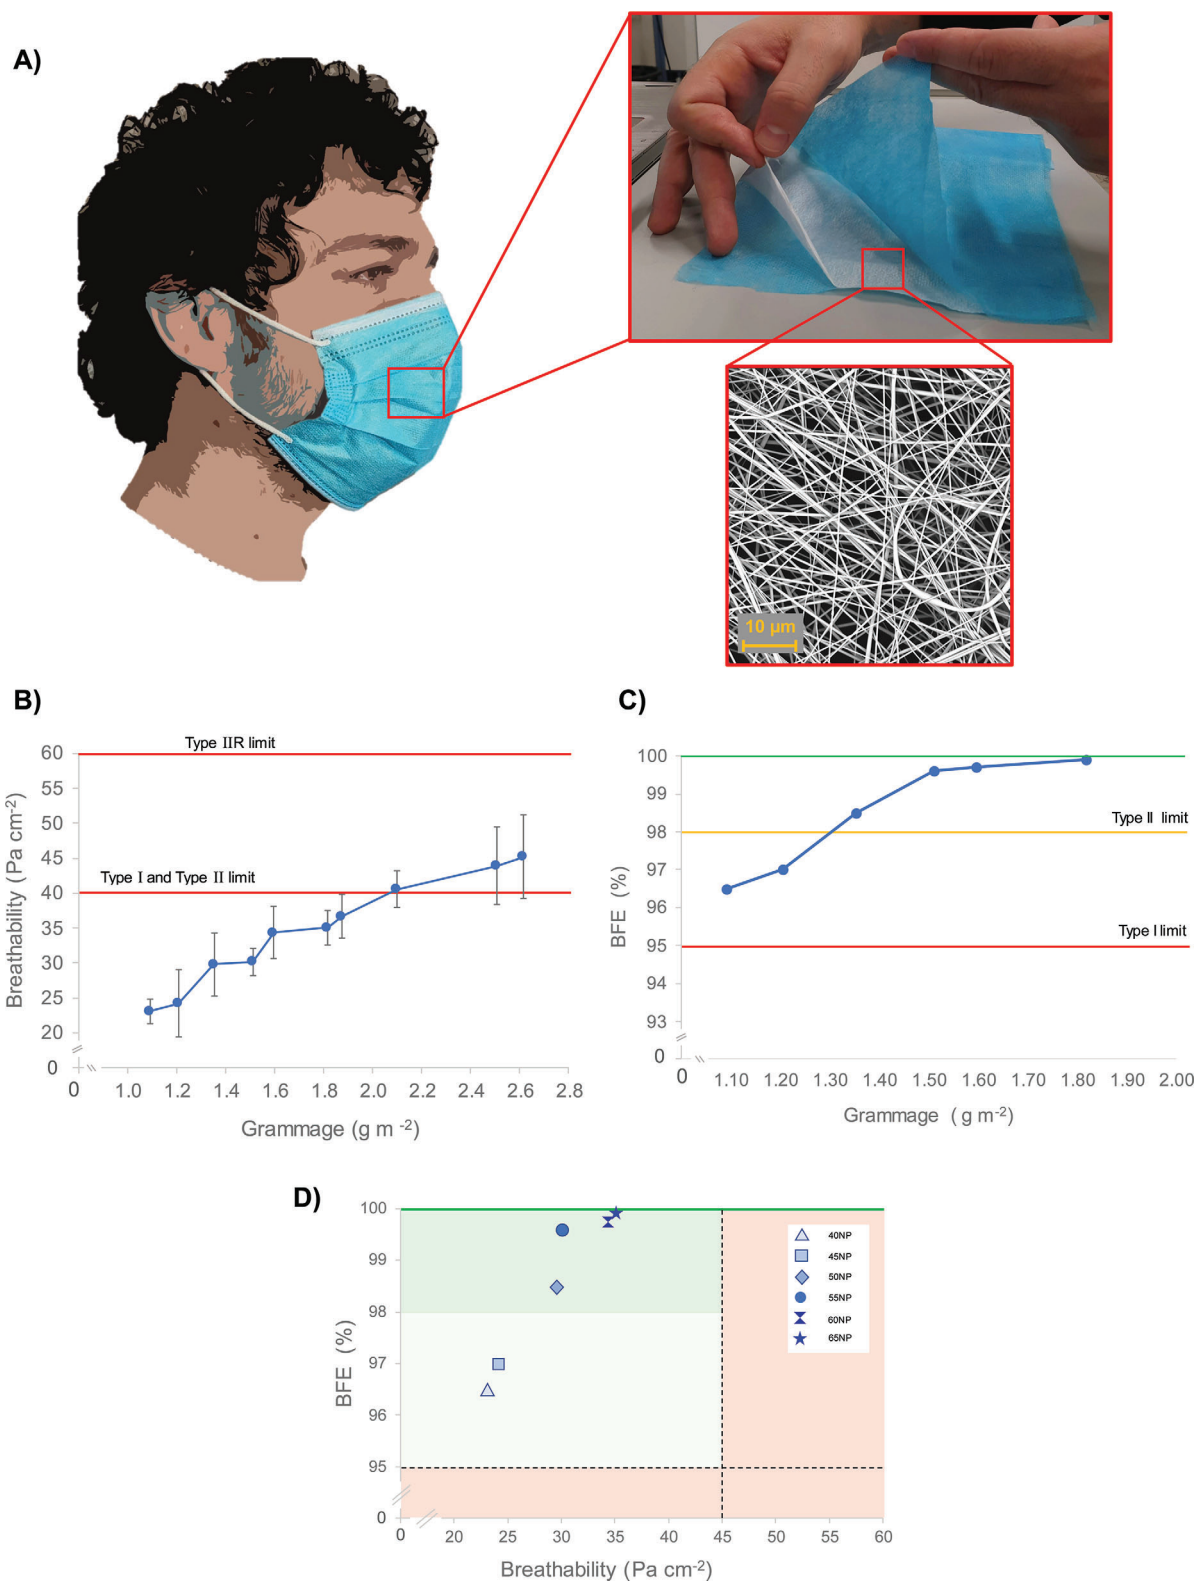 A)
10 µm
B)
Type IIR limit
Type I and Type II limit
60
55
50
45
40
35
30
25
20
0
Breathability (Pa cm-2)
0 1.0 1.2 1.4 1.6 1.8 2.0 2.2 2.4 2.6 2.8
Grammage (g m -2)
C)
100
99
98
97
96
95
94
93
0
BFE (%)
Type II limit
Type I limit
0 1.10 1.20 1.30 1.40 1.50 1.60 1.70 1.80 1.90 2.00
Grammage ( g m-2)
D)
100
99
98
97
96
95
0
BFE (%)
40NP
45NP
50NP
55NP
60NP
65NP
0 20 25 30 35 40 45 50 55 60
Breathability (Pa cm-2)